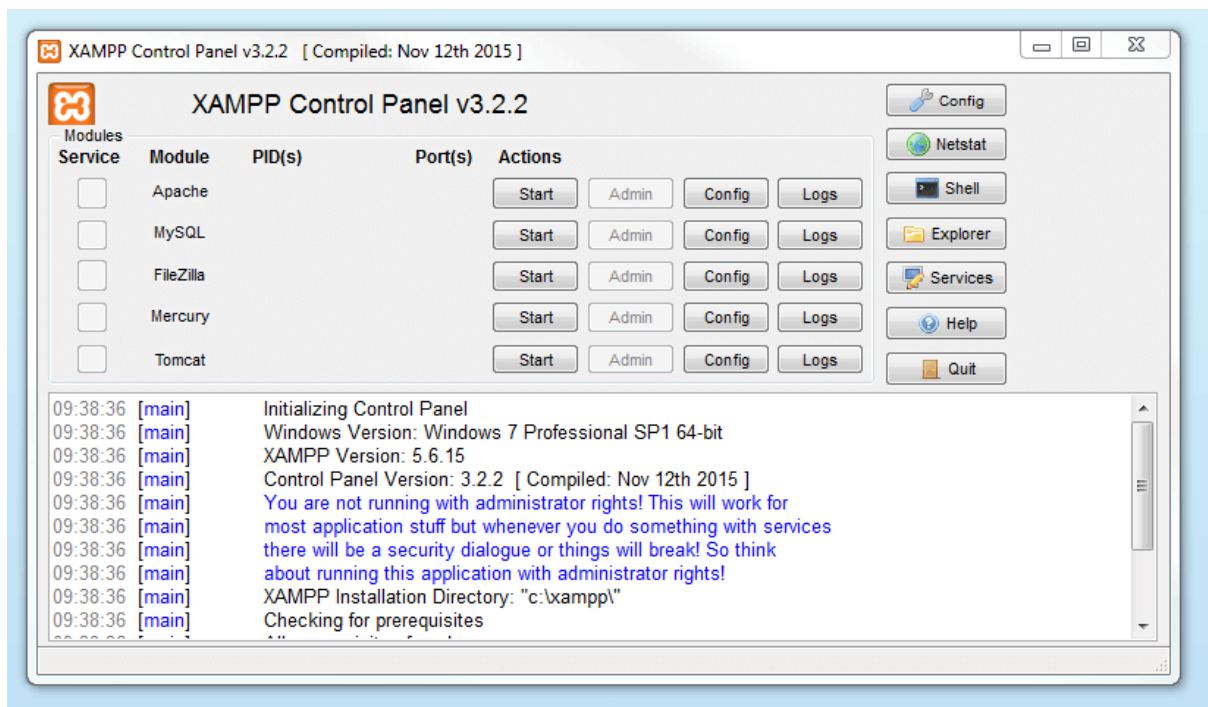 XAMPP Control Panel v3.2.2 [ Compiled: Nov 12th 2015 ]
XAMPP Control Panel v3.2.2
Config
Modules
Netstat
Service Module PID(s) Port(s) Actions
Apache Start Admin Config Logs
Shell
MySQL Start Admin Config Logs
Explorer
FileZilla Start Admin Config Logs
Services
Mercury Start Admin Config Logs
Help
Tomcat Start Admin Config Logs
Quit
09:38:36 [main] Initializing Control Panel
09:38:36 [main] Windows Version: Windows 7 Professional SP1 64-bit
09:38:36 [main] XAMPP Version: 5.6.15
09:38:36 [main] Control Panel Version: 3.2.2 [ Compiled: Nov 12th 2015 ]
09:38:36 [main] You are not running with administrator rights! This will work for
09:38:36 [main] most application stuff but whenever you do something with services
09:38:36 [main] there will be a security dialogue or things will break! So think
09:38:36 [main] about running this application with administrator rights!
09:38:36 [main] XAMPP Installation Directory: "c:\xampp\"
09:38:36 [main] Checking for prerequisites